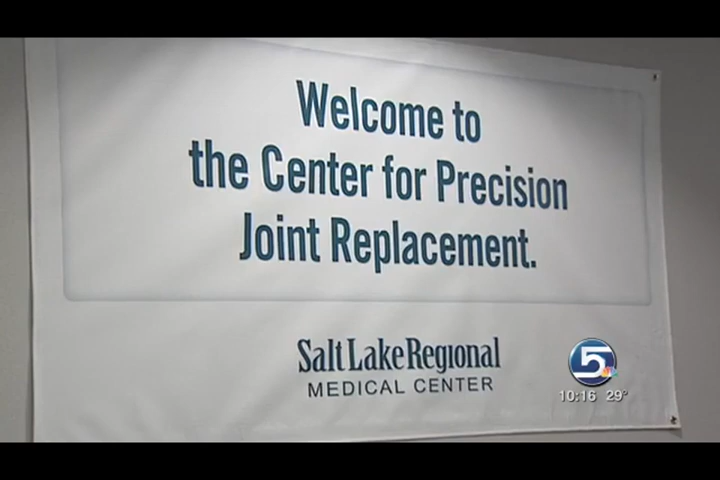 Welcome to
the Center for Precision
Joint Replacement.
Salt Lake Regional
MEDICAL CENTER
5
10:16 29°